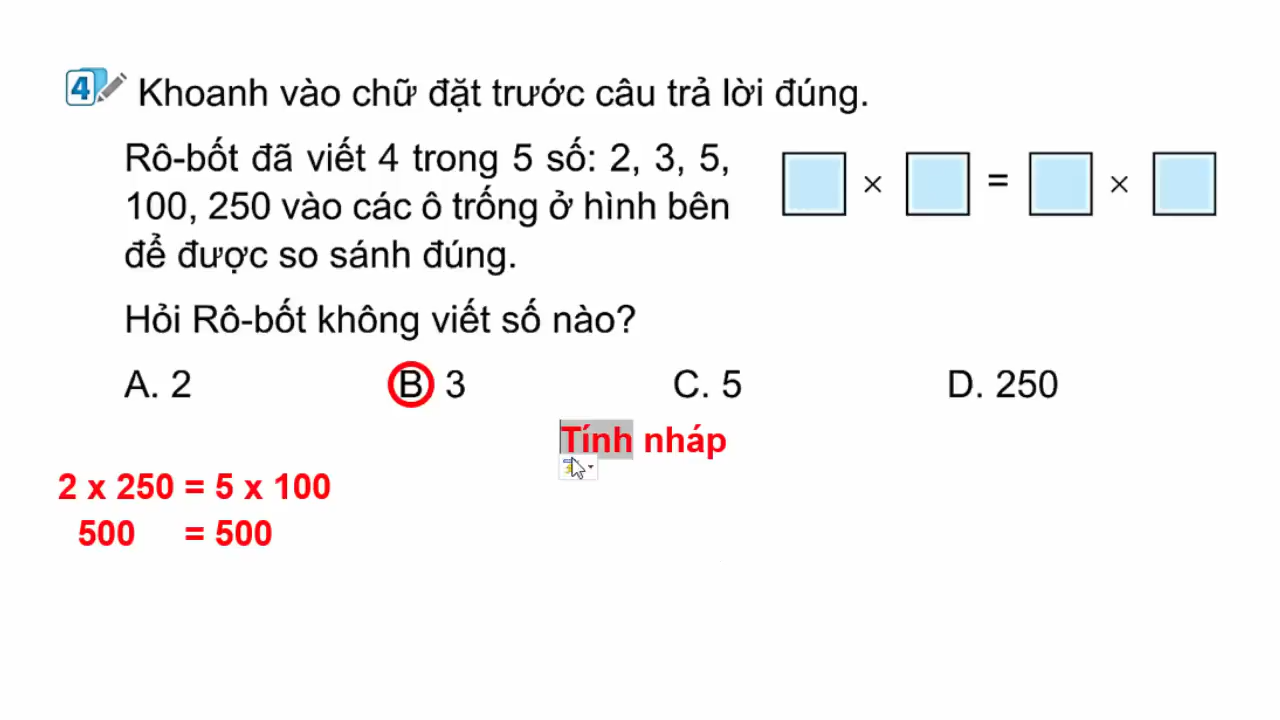 4 Khoanh vào chữ đặt trước câu trả lời đúng.
Rô-bốt đã viết 4 trong 5 số: 2, 3, 5,
100, 250 vào các ô trống ở hình bên
để được so sánh đúng.
× = ×
Hỏi Rô-bốt không viết số nào?
A. 2 B 3 C. 5 D. 250
Tính nháp
2 x 250 = 5 x 100
500 = 500